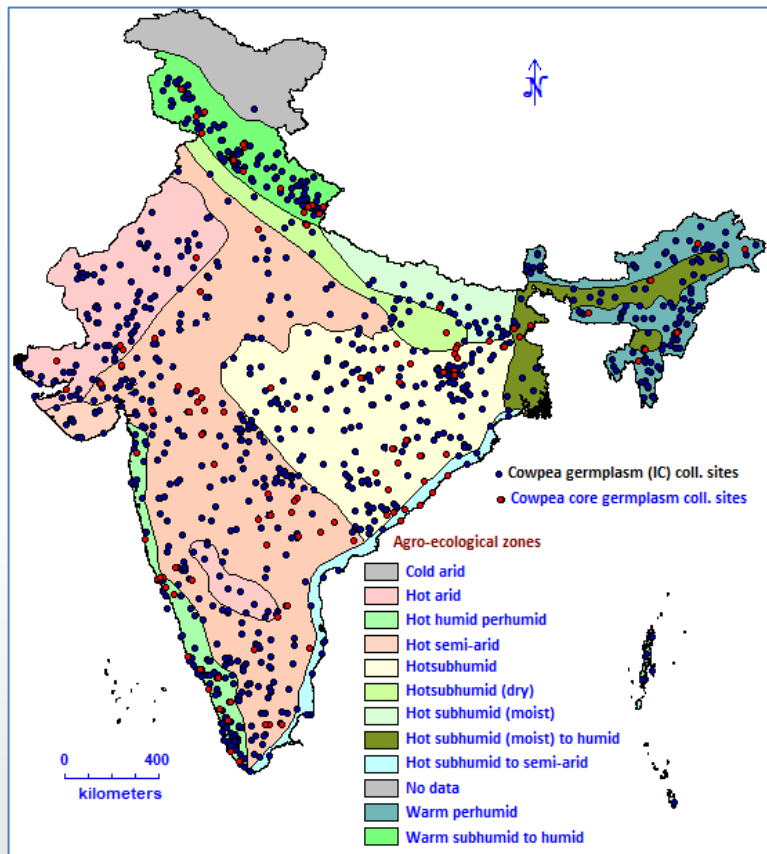 N
Cowpea germplasm (IC) coll. sites
Cowpea core germplasm coll. sites
Agro-ecological zones
Cold arid
Hot arid
Hot humid perhumid
Hot semi-arid
Hotsubhumid
Hotsubhumid (dry)
Hot subhumid (moist)
Hot subhumid (moist) to humid
Hot subhumid to semi-arid
No data
Warm perhumid
Warm subhumid to humid
0 400
kilometers